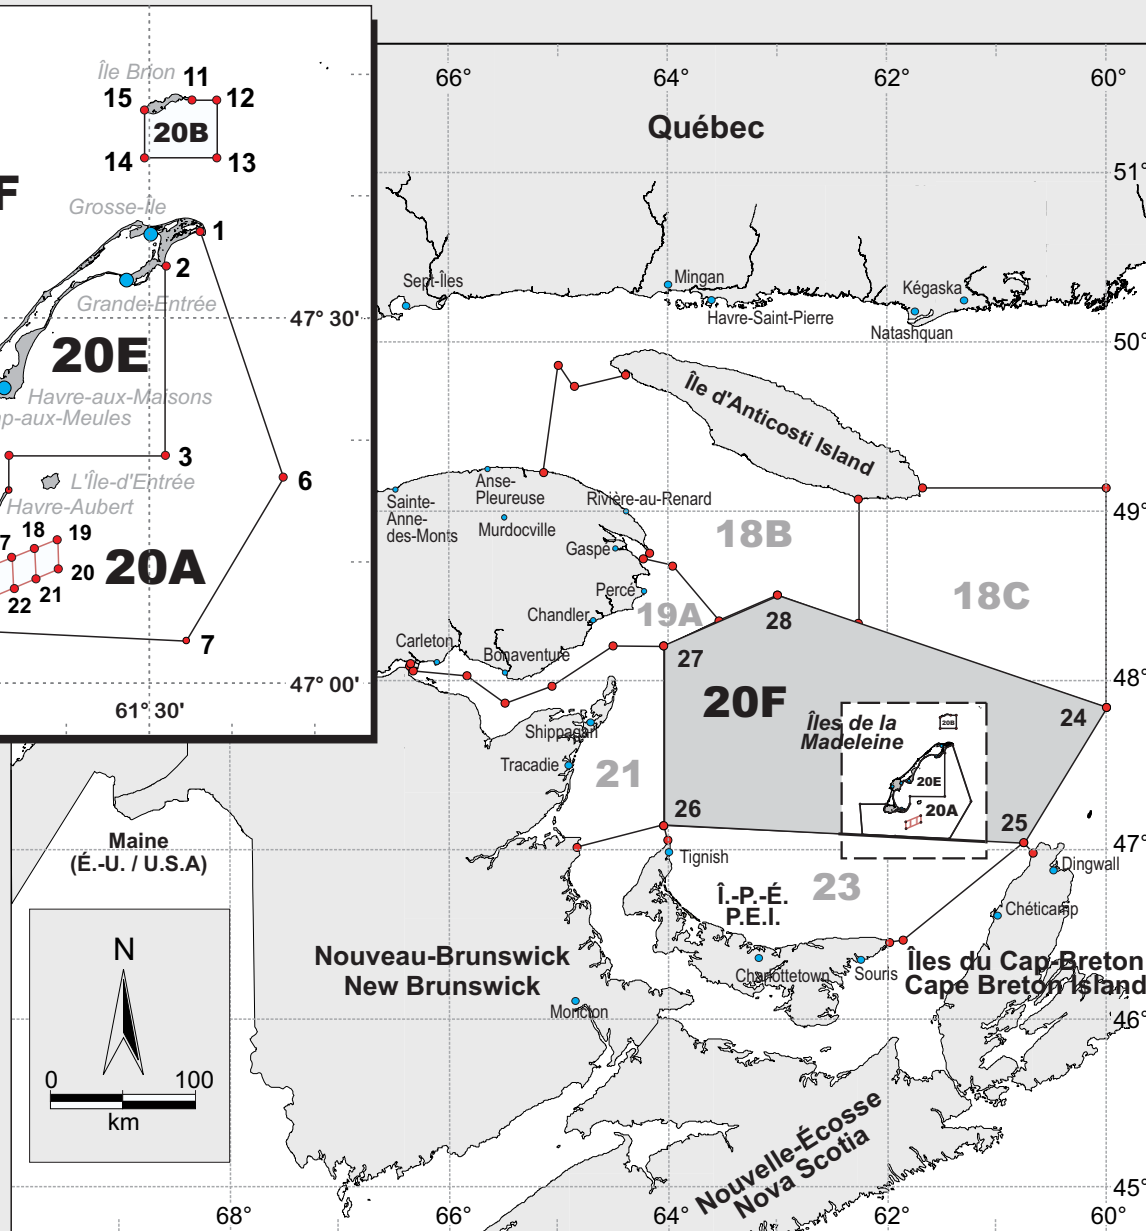 Île Brion
11
15
12
20B
14
13
F
Grosse-Île
1
2
Grande-Entrée
47° 30'
20E
Havre-aux-Maisons
p-aux-Meules
3
6
L'Île-d'Entrée
Havre-Aubert
7
18
19
20
21
22
20A
7
47° 00'
61° 30'
66°
64°
62°
60°
Québec
51°
Sept-Îles
Mingan
Havre-Saint-Pierre
Kégaska
Natashquan
50°
Île d'Anticosti Island
Sainte-
Anne-
des-Monts
Anse-
Pleureuse
Murdocville
Rivière-au-Renard
49°
Gaspé
18B
18C
Percé
19A
Chandler
28
Carleton
Bonaventure
27
48°
20F
24
Îles de la
Madeleine
20B
Shippagan
Tracadie
21
20E
20A
26
25
47°
Maine
(É.-U. / U.S.A)
Tignish
Dingwall
23
Î.-P.-É.
P.E.I.
Chéticamp
N
Nouveau-Brunswick
New Brunswick
Charlottetown
Souris
Îles du Cap-Breton
Cape Breton Island
Moncton
46°
0
100
km
Nouvelle-Écosse
Nova Scotia
45°
68°
66°
64°
62°
60°